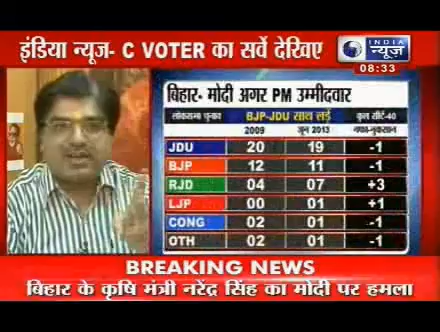 इंडिया न्यूज- C VOTER का सर्वे देखिए
INDIA
न्यूज
08:33
बिहार- मोदी अगर PM उम्मीदवार
लोकसभा चुनाव BJP-JDU साथ लड़े कुल सीटें-40
2009 जून 2013 नफा-नुकसान
JDU 20 19 -1
BJP 12 11 -1
RJD 04 07 +3
LJP 00 01 +1
CONG 02 01 -1
OTH 02 01 -1
BREAKING NEWS
बिहार के कृषि मंत्री नरेंद्र सिंह का मोदी पर हमला